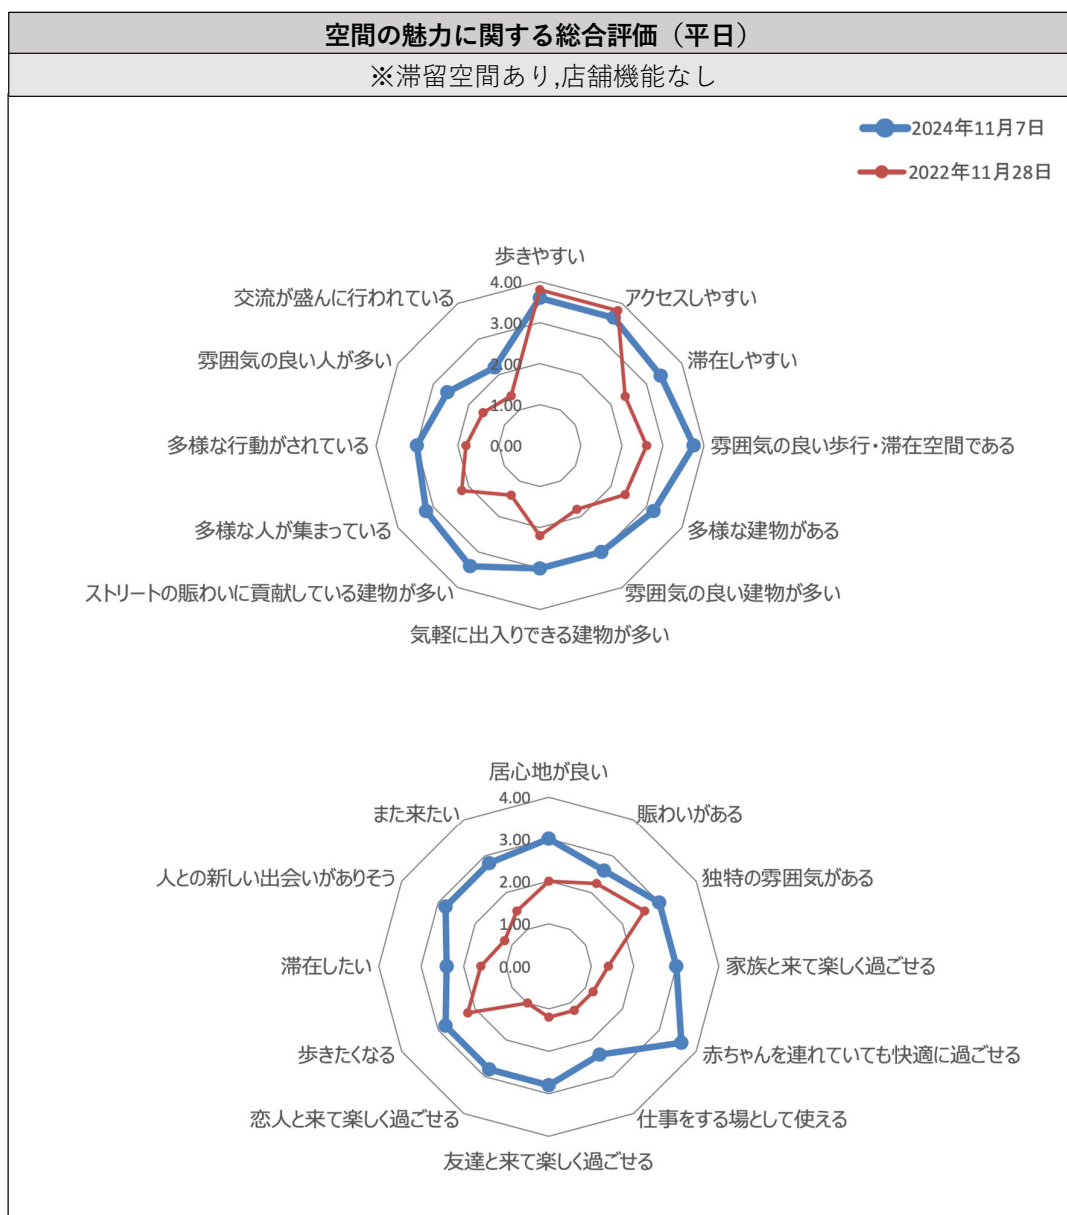 空間の魅力に関する総合評価（平日）
※滞留空間あり,店舗機能なし
2024年11月7日
2022年11月28日
歩きやすい
4.00
交流が盛んに行われている
アクセスしやすい
3.00
雰囲気の良い人が多い
滞在しやすい
2.00
1.00
多様な行動がされている
0.00
雰囲気の良い歩行・滞在空間である
多様な人が集まっている
多様な建物がある
ストリートの賑わいに貢献している建物が多い
雰囲気の良い建物が多い
気軽に出入りできる建物が多い
居心地が良い
4.00
また来たい
賑わいがある
3.00
人との新しい出会いがありそう
独特の雰囲気がある
2.00
1.00
滞在したい
0.00
家族と来て楽しく過ごせる
歩きたくなる
赤ちゃんを連れていても快適に過ごせる
恋人と来て楽しく過ごせる
仕事をする場として使える
友達と来て楽しく過ごせる